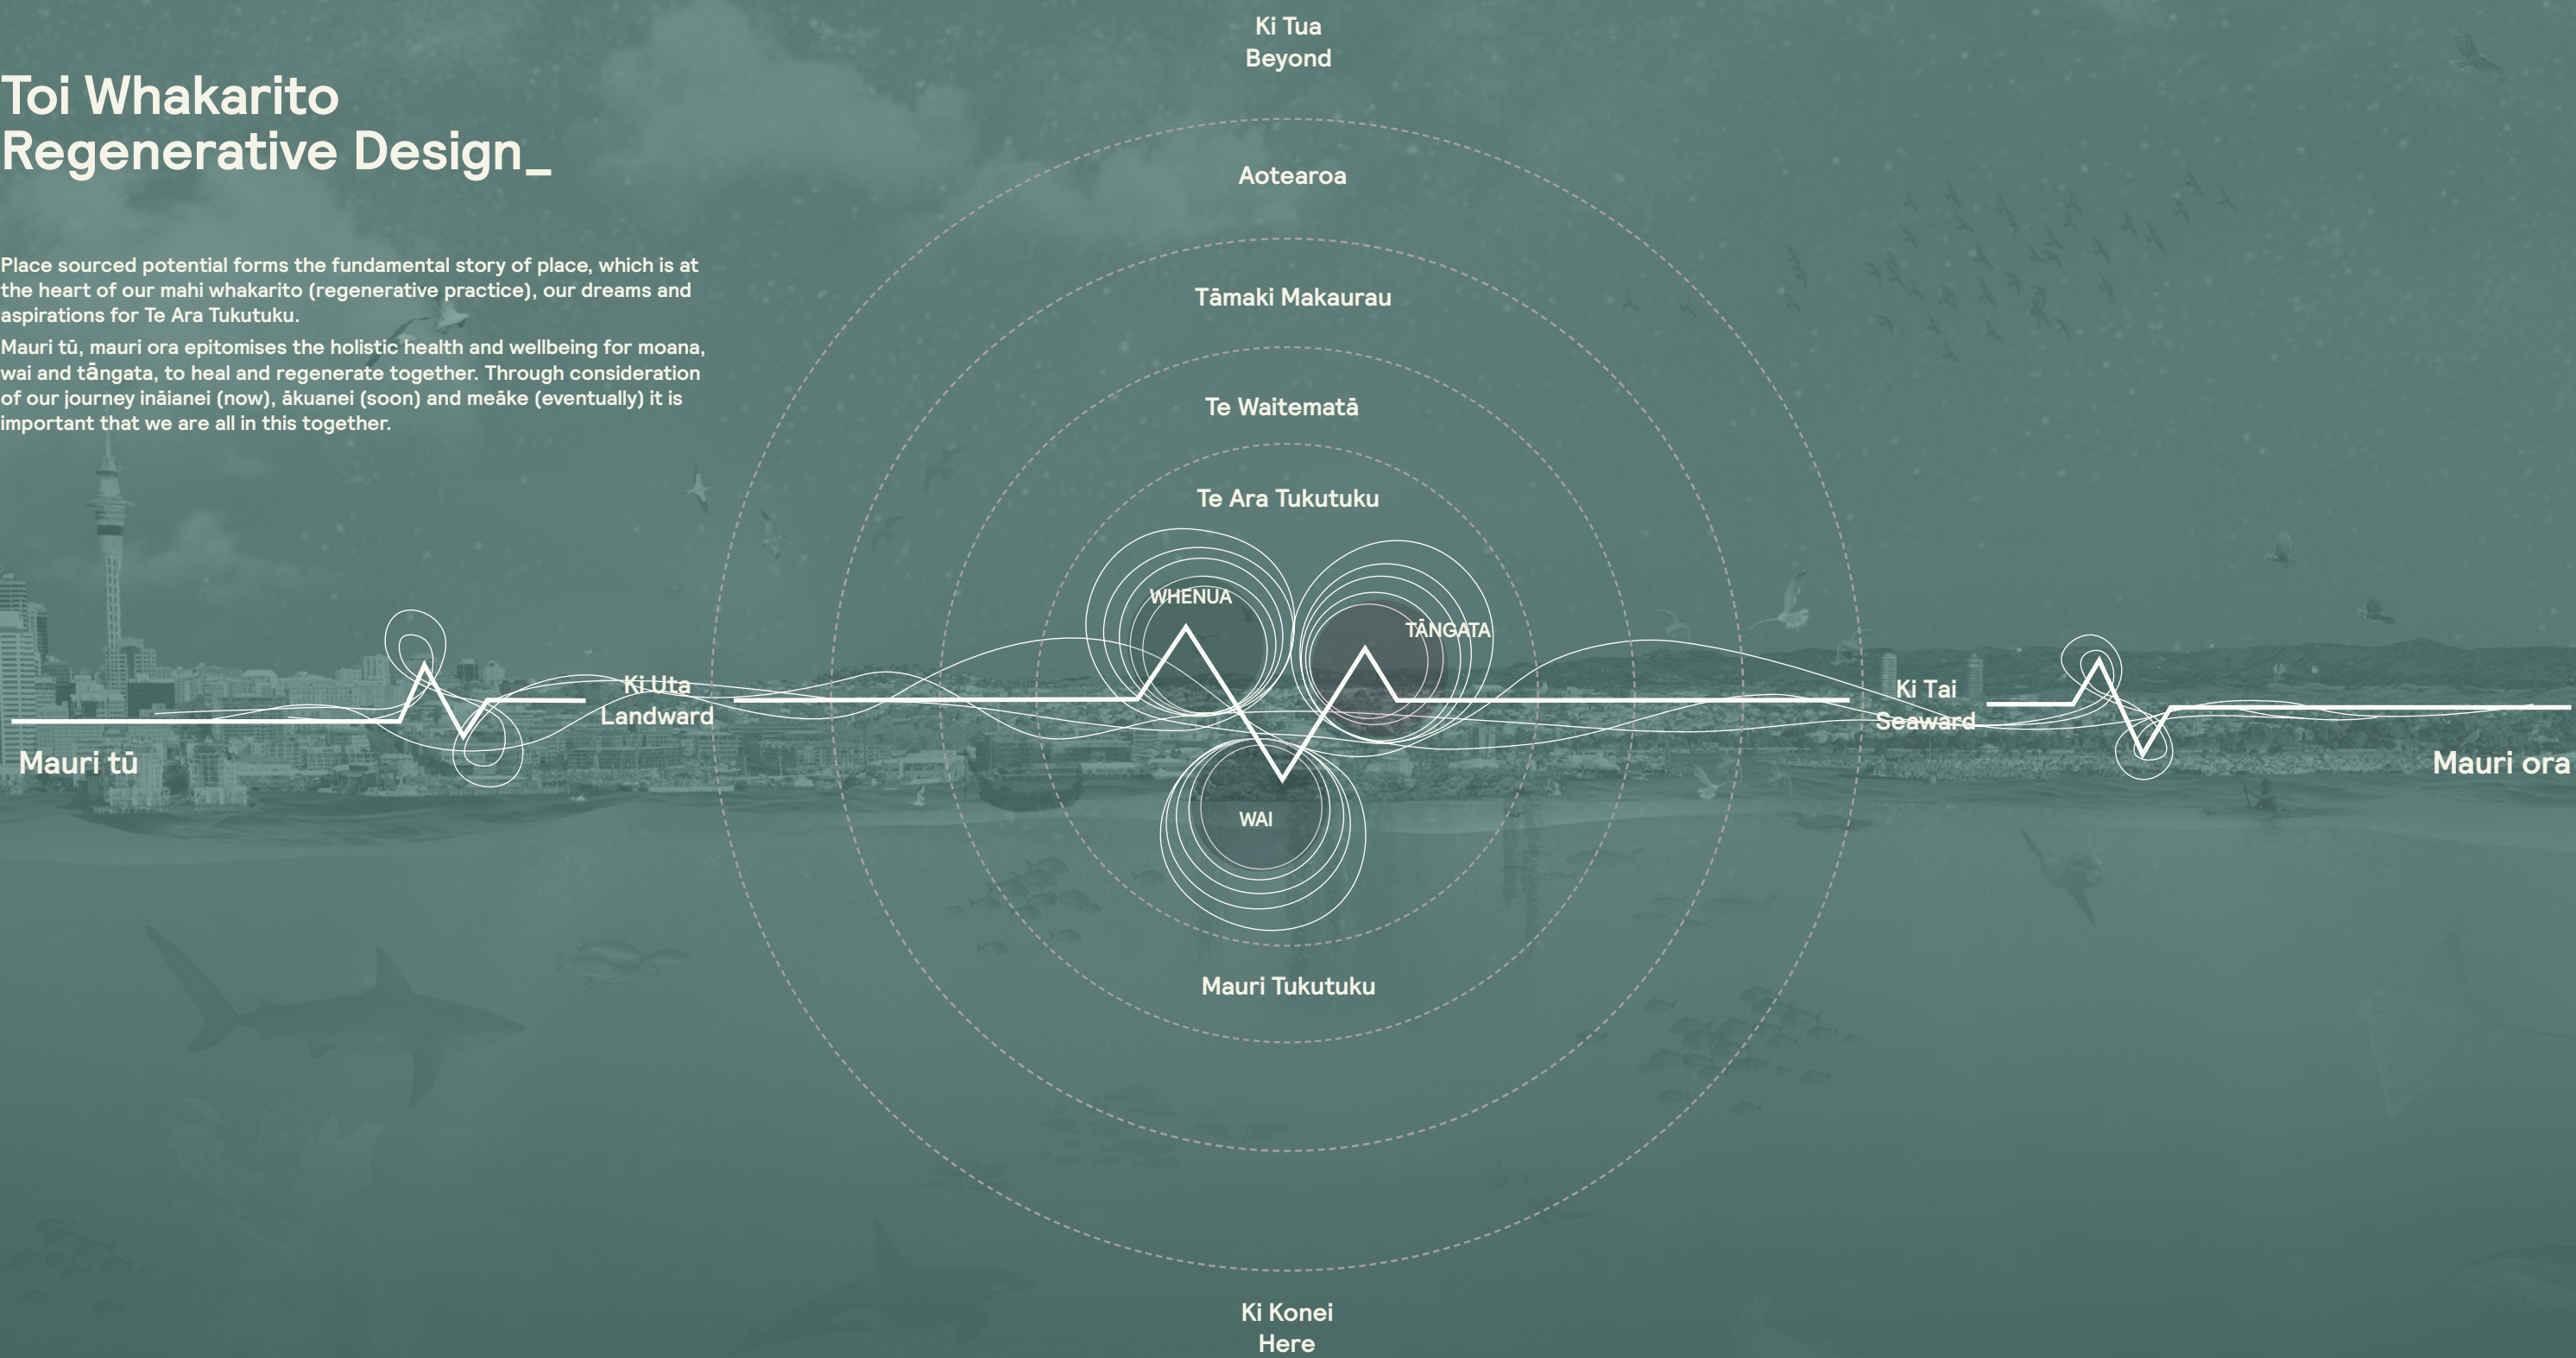 Ki Tua
Beyond
Toi Whakarito
Regenerative Design_
Place sourced potential forms the fundamental story of place, which is at
the heart of our mahi whakarito (regenerative practice), our dreams and
aspirations for Te Ara Tukutuku.
Mauri tū, mauri ora epitomises the holistic health and wellbeing for moana,
wai and tāngata, to heal and regenerate together. Through consideration
of our journey ināianei (now), ākuanei (soon) and meāke (eventually) it is
important that we are all in this together.
Aotearoa
Tāmaki Makaurau
Te Waitematā
Te Ara Tukutuku
WHENUA
TĀNGATA
Ki Uta
Landward
Ki Tai
Seaward
Mauri tū
Mauri ora
WAI
Mauri Tukutuku
Ki Konei
Here